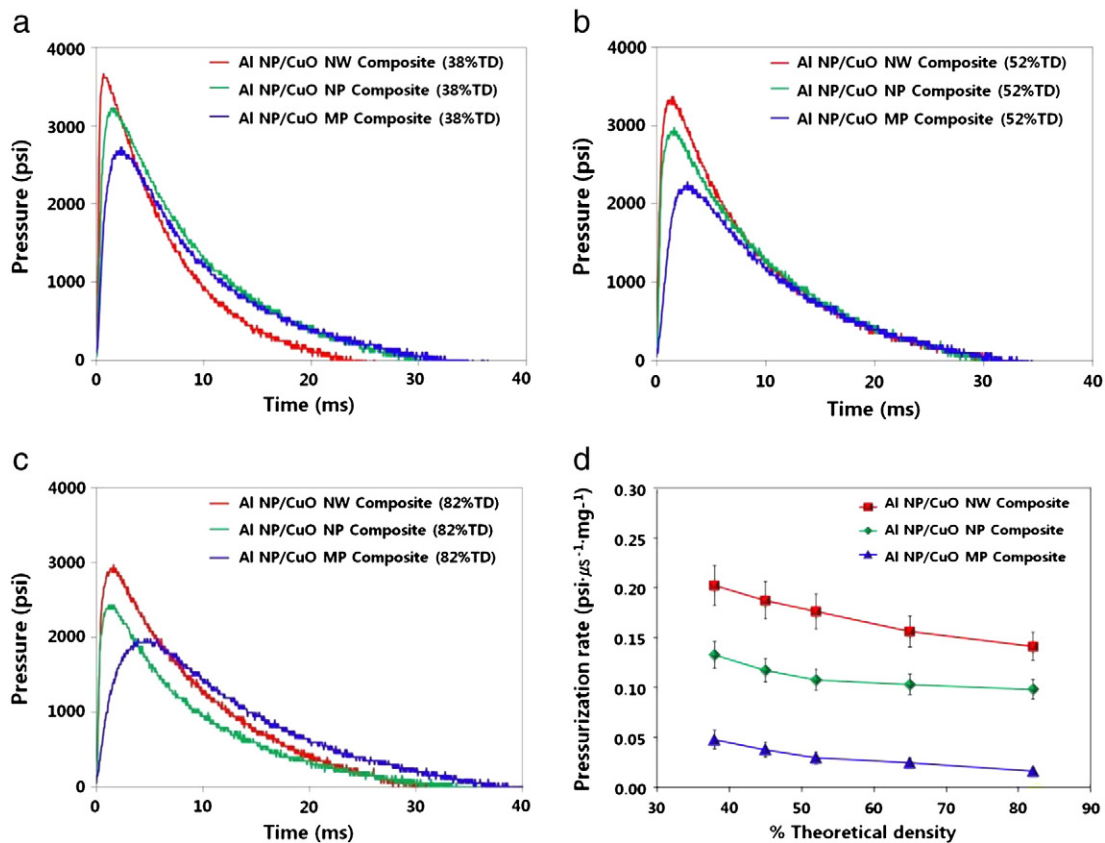 a
4000
3000
2000
1000
0
Pressure (psi)
Al NP/CuO NW Composite (38%TD)
Al NP/CuO NP Composite (38%TD)
Al NP/CuO MP Composite (38%TD)
0 10 20 30 40
Time (ms)
b
4000
3000
2000
1000
0
Pressure (psi)
Al NP/CuO NW Composite (52%TD)
Al NP/CuO NP Composite (52%TD)
Al NP/CuO MP Composite (52%TD)
0 10 20 30 40
Time (ms)
c
4000
3000
2000
1000
0
Pressure (psi)
Al NP/CuO NW Composite (82%TD)
Al NP/CuO NP Composite (82%TD)
Al NP/CuO MP Composite (82%TD)
0 10 20 30 40
Time (ms)
d
0.30
0.25
0.20
0.15
0.10
0.05
0.00
Pressurization rate (psi·μs⁻¹·mg⁻¹)
Al NP/CuO NW Composite
Al NP/CuO NP Composite
Al NP/CuO MP Composite
30 40 50 60 70 80 90
% Theoretical density